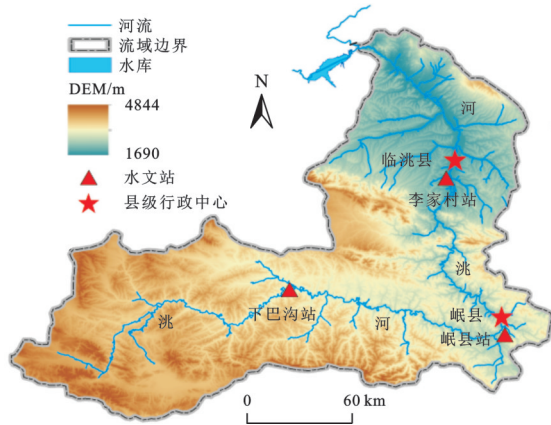 河流
流域边界
水库
DEM/m
4844
1690
水文站
县级行政中心
N
河
临洮县
李家村站
洮
岷县
岷县站
下巴沟站
洮
河
0 60 km